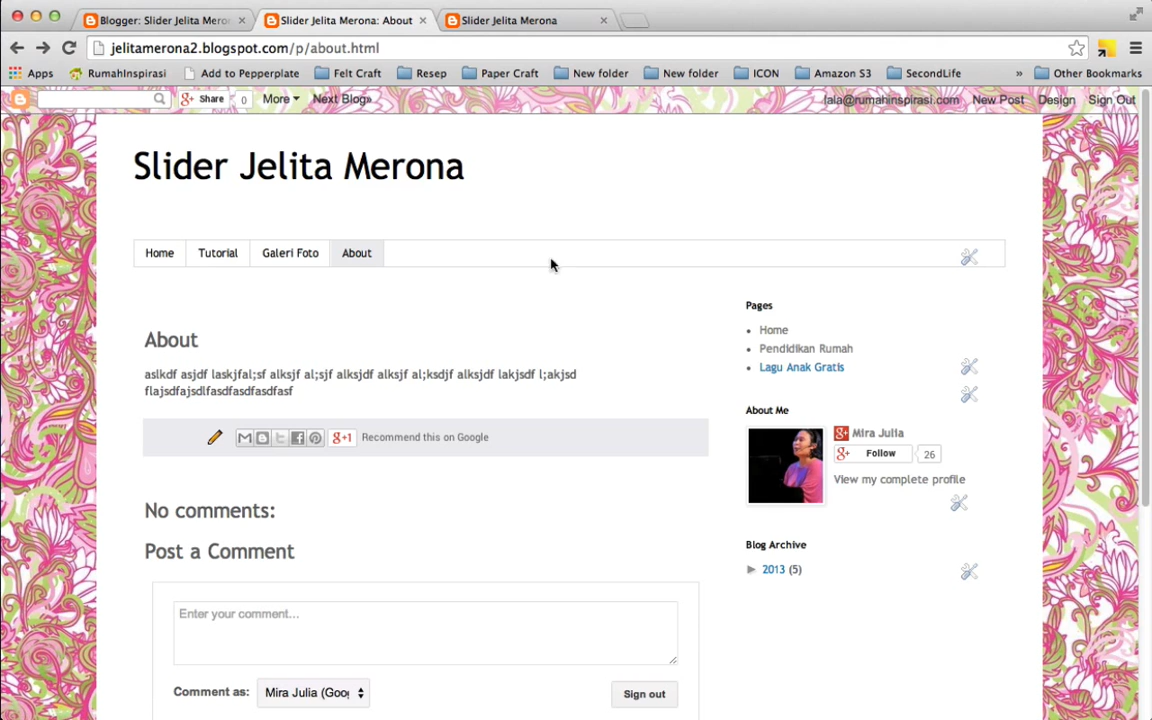 Blogger: Slider Jelita Mero
Slider Jelita Merona: About
Slider Jelita Merona
jelitamerona2.blogspot.com/p/about.html
Apps RumahInspirasi Add to Pepperplate Felt Craft Resep Paper Craft New folder New folder ICON Amazon S3 SecondLife » Other Bookmarks
Share 0 More Next Blog» lala@rumahinspirasi.com New Post Design Sign Out
Slider Jelita Merona
Home Tutorial Galeri Foto About
Pages
Home
Pendidikan Rumah
Lagu Anak Gratis
About
aslkdf asjdf laskjfal;sf alksjf al;sjf alksjdf alksjf al;ksdjf alksjdf lakjsdf l;akjsd
flajsdfajsdlfasdfasdfasdfasf
g+1 Recommend this on Google
About Me
Mira Julia
g+ Follow 26
View my complete profile
No comments:
Post a Comment
Blog Archive
► 2013 (5)
Enter your comment...
Comment as: Mira Julia (Goo Sign out